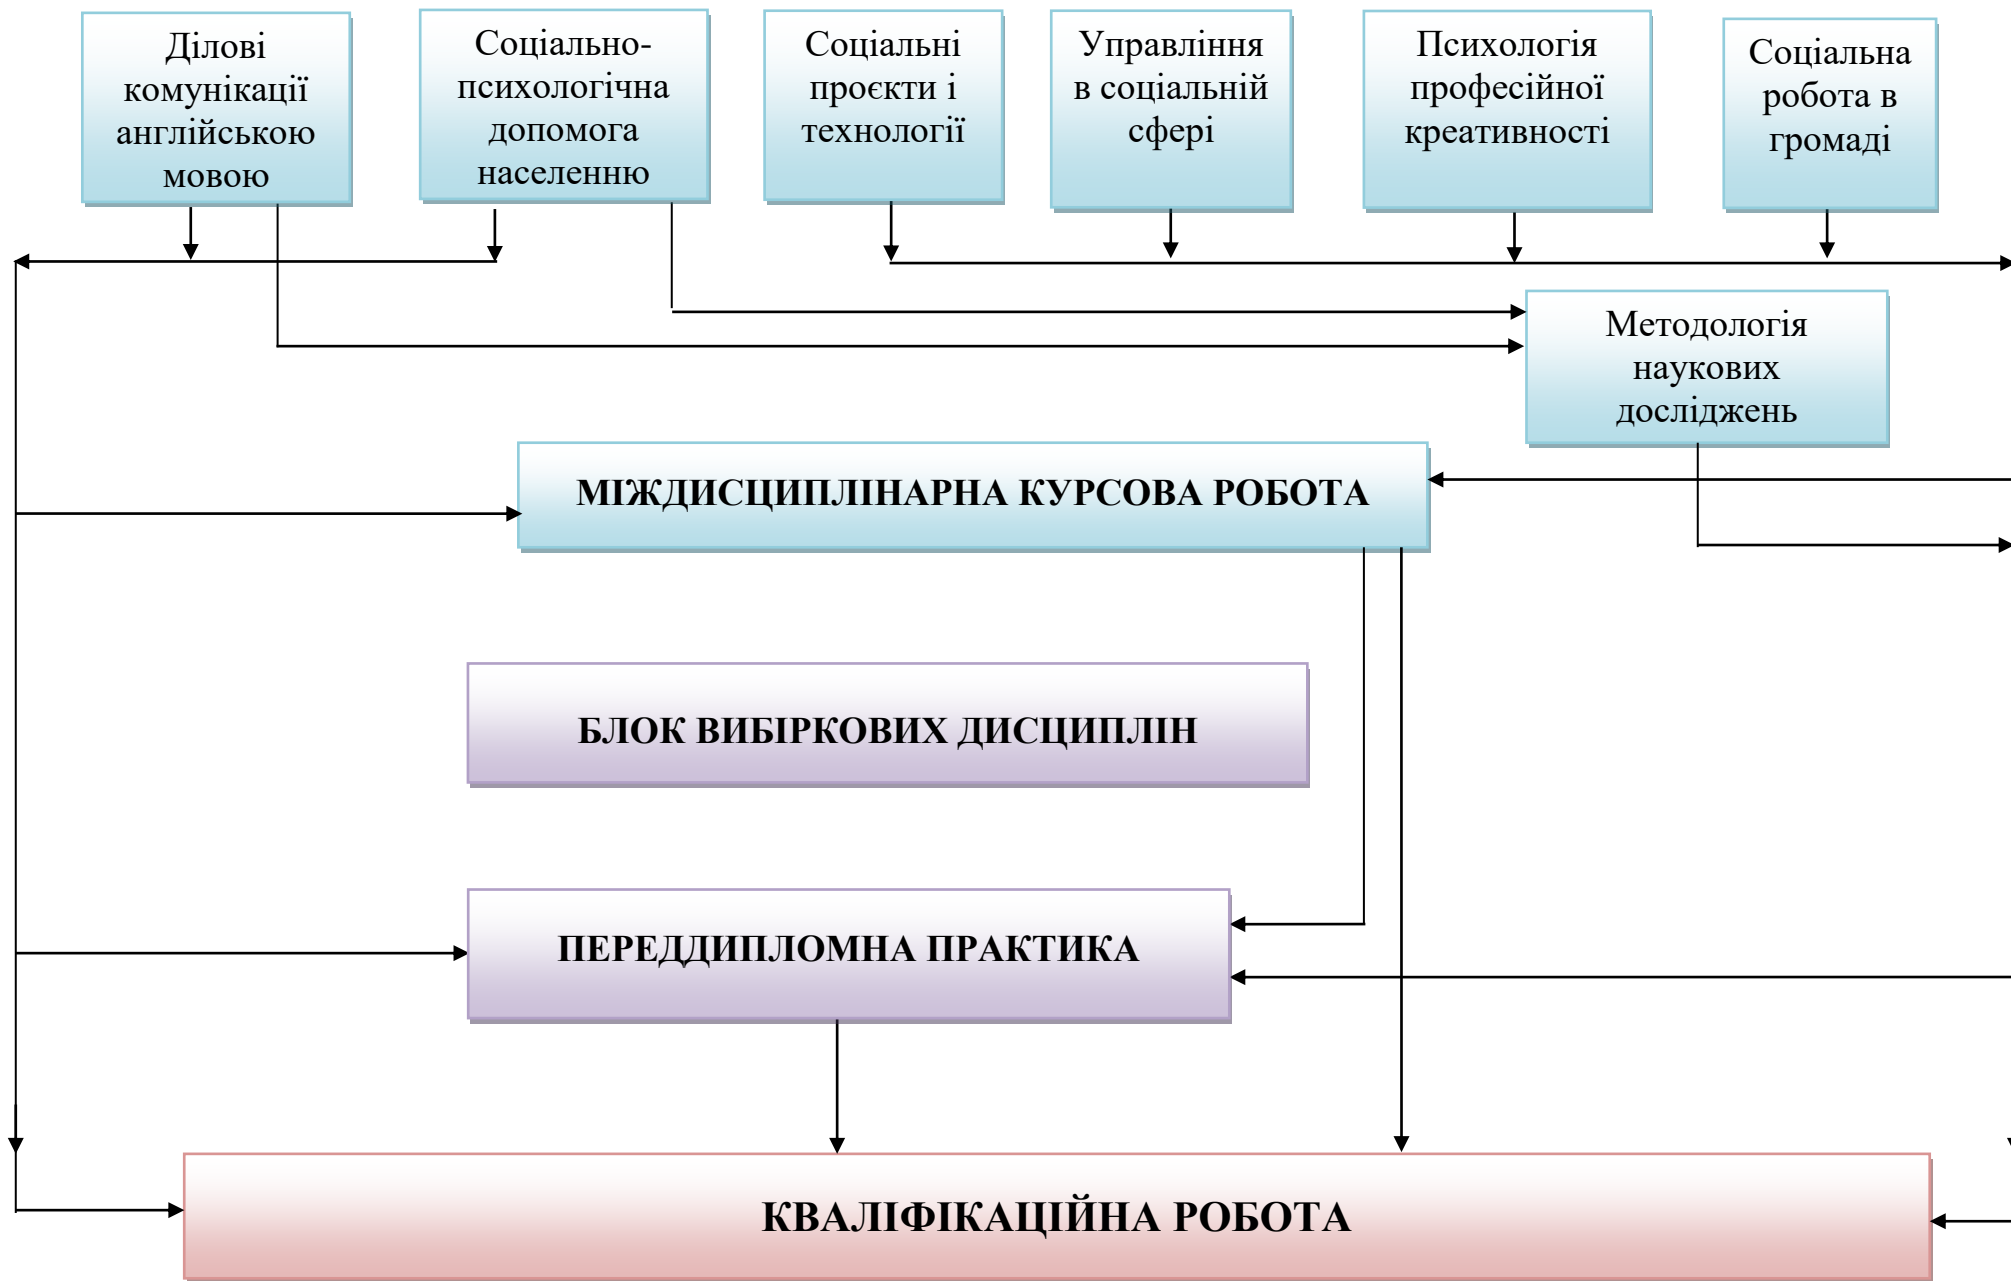 Ділові
комунікації
англійською
мовою
Соціально-
психологічна
допомога
населенню
Соціальні
проєкти і
технології
Управління
в соціальній
сфері
Психологія
професійної
креативності
Соціальна
робота в
громаді
Методологія
наукових
досліджень
МІЖДИСЦИПЛІНАРНА КУРСОВА РОБОТА
БЛОК ВИБІРКОВИХ ДИСЦИПЛІН
ПЕРЕДДИПЛОМНА ПРАКТИКА
КВАЛІФІКАЦІЙНА РОБОТА